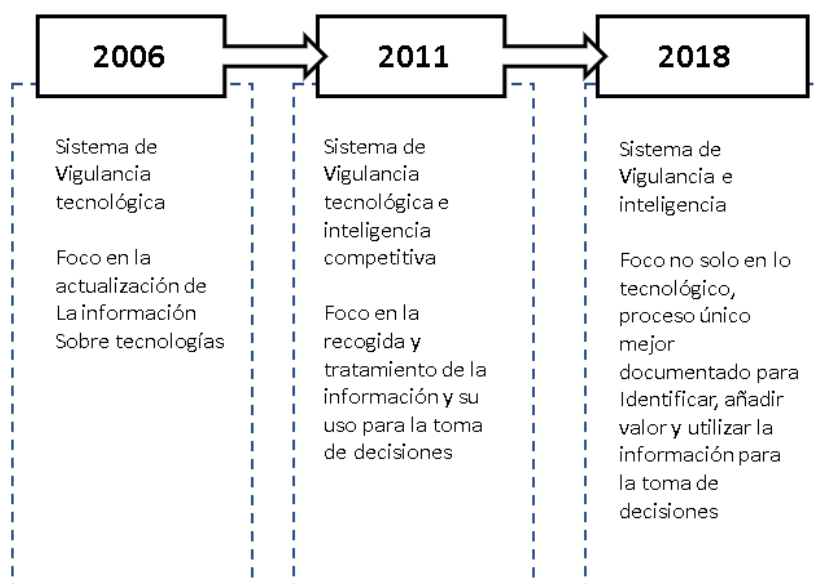 2006
Sistema de
Vigulancia
tecnológica
Foco en la
actualización de
La información
Sobre tecnologías
2011
Sistema de
Vigulancia
tecnológica e
inteligencia
competitiva
Foco en la
recogida y
tratamiento de la
información y su
uso para la toma
de decisiones
2018
Sistema de
Vigulancia e
inteligencia
Foco no solo en lo
tecnológico,
proceso único
mejor
documentado para
Identificar, añadir
valor y utilizar la
información para
la toma de
decisiones